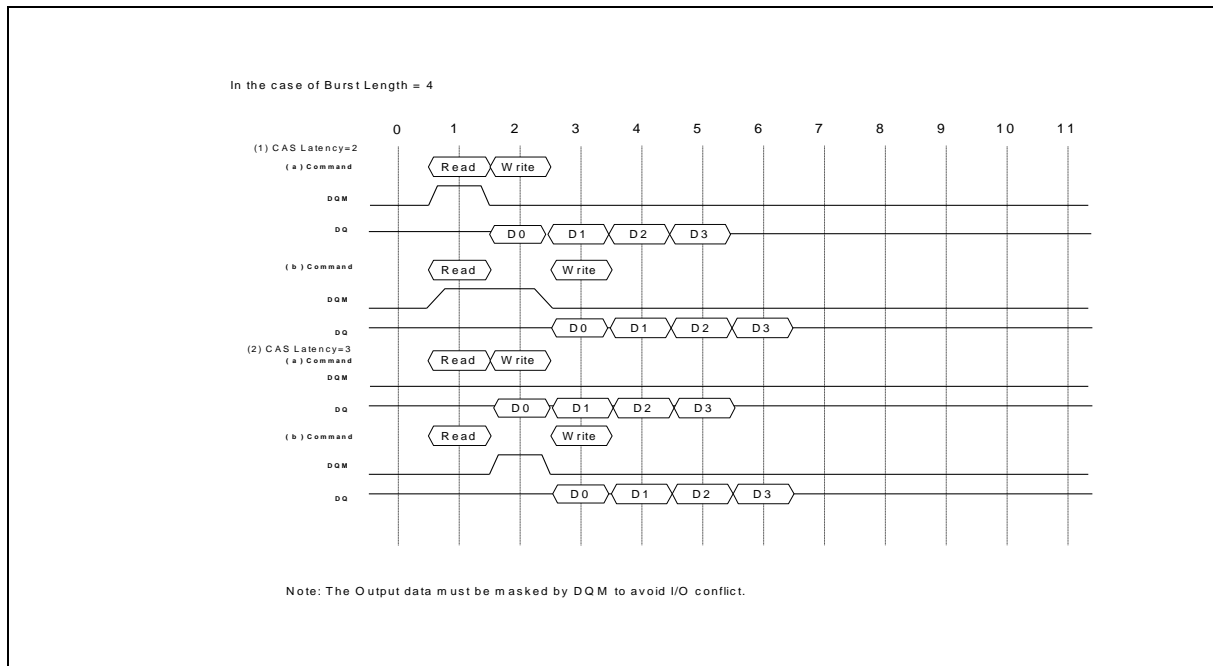 In the case of Burst Length = 4
0 1 2 3 4 5 6 7 8 9 10 11
(1) CAS Latency=2
(a) Command Read Write
DQM
DQ D0 D1 D2 D3
(b) Command Read Write
DQM
DQ D0 D1 D2 D3
(2) CAS Latency=3
(a) Command Read Write
DQM
DQ D0 D1 D2 D3
(b) Command Read Write
DQM
DQ D0 D1 D2 D3
Note: The Output data must be masked by DQM to avoid I/O conflict.